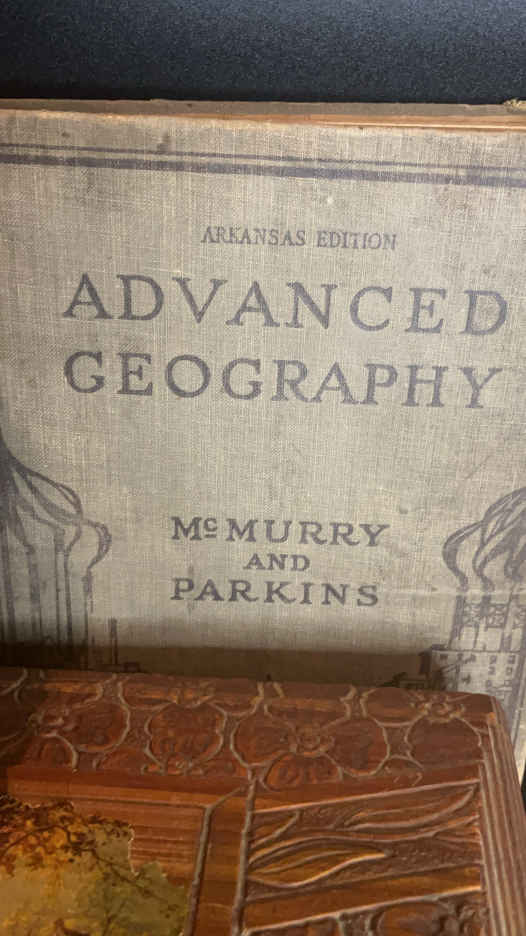 ARKANSAS EDITION
ADVANCED
GEOGRAPHY
McMURRY
AND
PARKINS